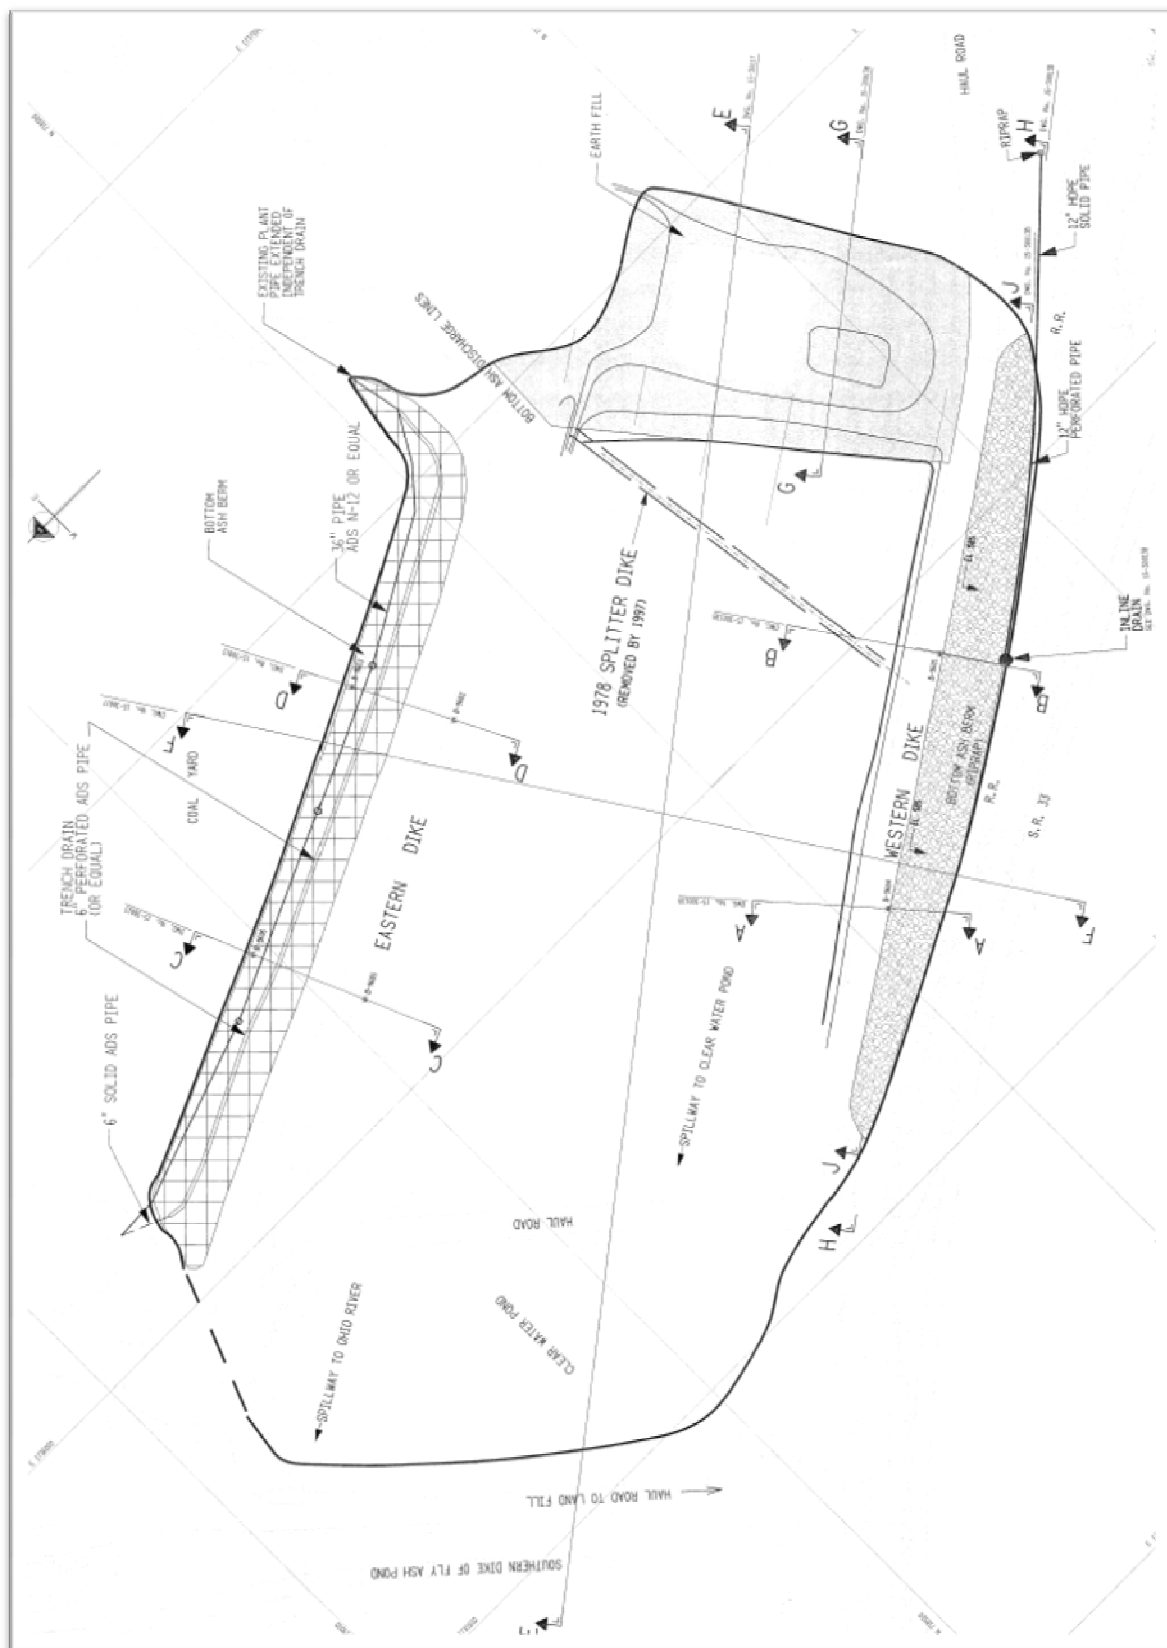 HAUL ROAD
E
G
H
RIPRAP
EARTH FILL
12" HDPE
SOLID PIPE
EXISTING PLANT
PIPE EXTENDED
INDEPENDENT OF
TRENCH DRAIN
J
R.R.
BOTTOM ASH DISCHARGE LINES
12" HDPE
PERFORATED PIPE
36" PIPE
ADS N-12 OR EQUAL
BOTTOM
ASH BERM
G
1978 SPLITTER DIKE
(REMOVED BY 1997)
INLINE
DRAIN
B
B
D
D
F
COAL YARD
TRENCH DRAIN
6" PERFORATED ADS PIPE
(OR EQUAL)
EASTERN DIKE
WESTERN DIKE
BOTTOM ASH BERM
(RIPRAP)
R.R.
S.R. 33
A
A
F
C
C
6" SOLID ADS PIPE
SPILLWAY TO CLEAR WATER POND
J
H
HAUL ROAD
CLEAR WATER POND
SPILLWAY TO OHIO RIVER
HAUL ROAD TO LAND FILL
SOUTHERN DIKE OF FLY ASH POND